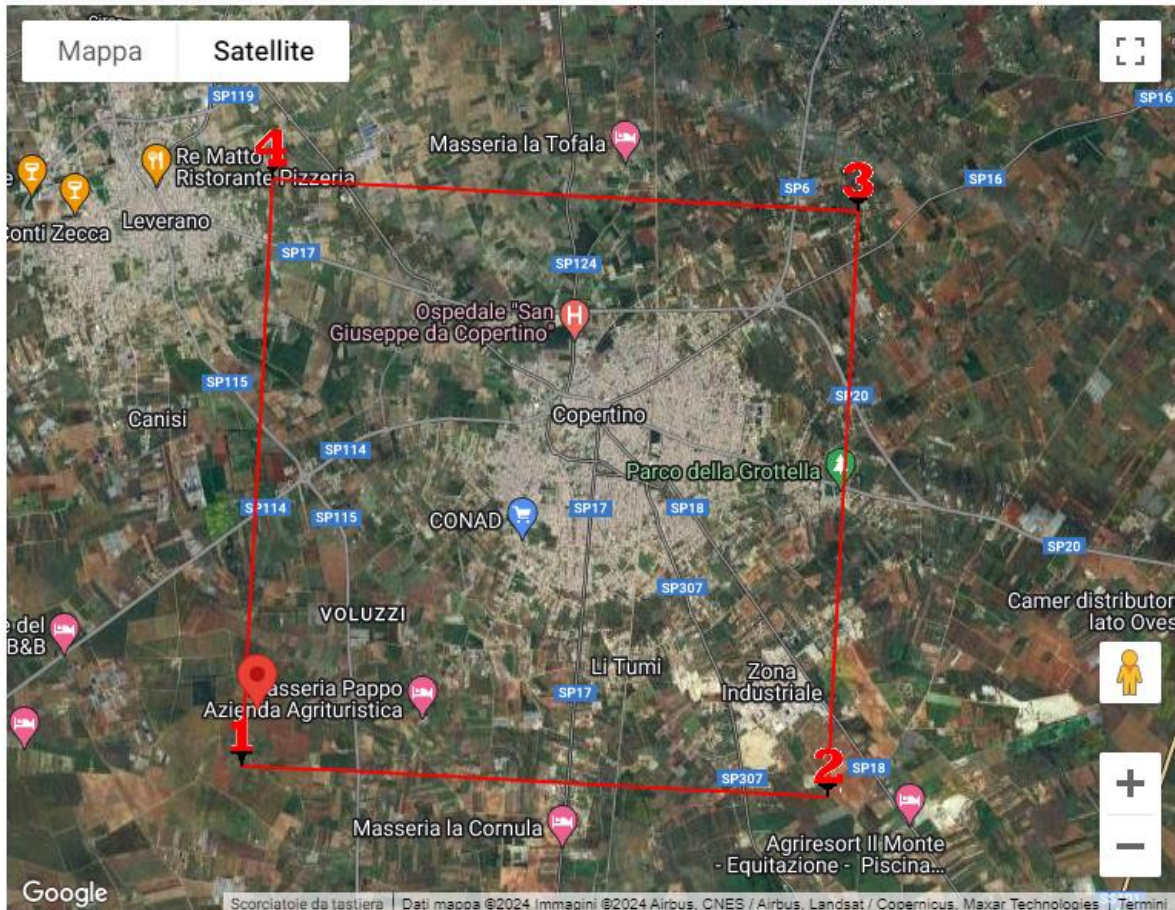 Mappa
Satellite
SP119
SP16
4
Re Matto
Ristorante Pizzeria
Masseria la Tofala
SP6
3
SP16
Leverano
Conti Zecca
SP17
SP124
Ospedale "San
Giuseppe da Copertino"
H
SP115
SP20
Canisi
Copertino
SP114
Parco della Grottella
SP114
SP115
CONAD
SP17
SP18
SP20
SP307
VOLUZZI
Camer distributor
lato Oves
e del
B&B
Li Tumi
Zona
Industriale
Masseria Pappo
Azienda Agrituristica
SP17
1
2
SP307
SP18
Masseria la Cornula
Agriresort Il Monte
- Equitazione - Piscina...
Google
Scorciatoie da tastiera
Dati mappa ©2024 Immagini ©2024 Airbus, CNES / Airbus, Landsat / Copernicus, Maxar Technologies
Termini